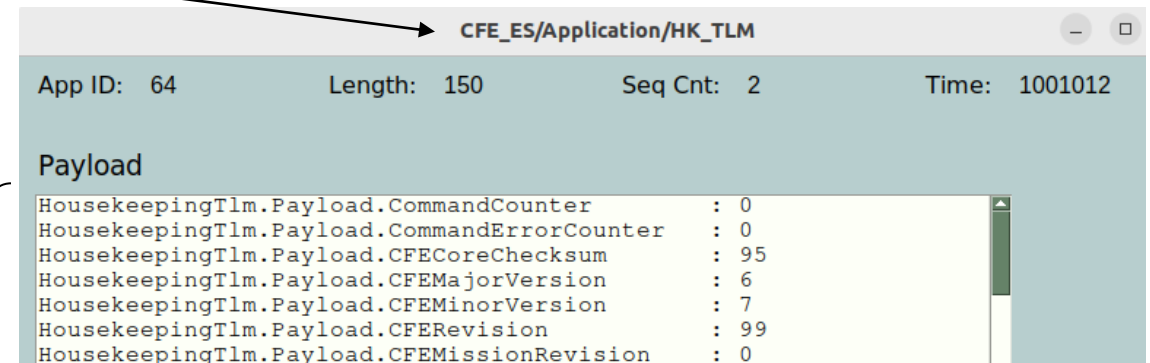 CFE_ES/Application/HK_TLM
App ID: 64 Length: 150 Seq Cnt: 2 Time: 1001012
Payload
HousekeepingTlm.Payload.CommandCounter : 0
HousekeepingTlm.Payload.CommandErrorCounter : 0
HousekeepingTlm.Payload.CFECoreChecksum : 95
HousekeepingTlm.Payload.CFEMajorVersion : 6
HousekeepingTlm.Payload.CFEMinorVersion : 7
HousekeepingTlm.Payload.CFERevision : 99
HousekeepingTlm.Payload.CFEMissionRevision : 0